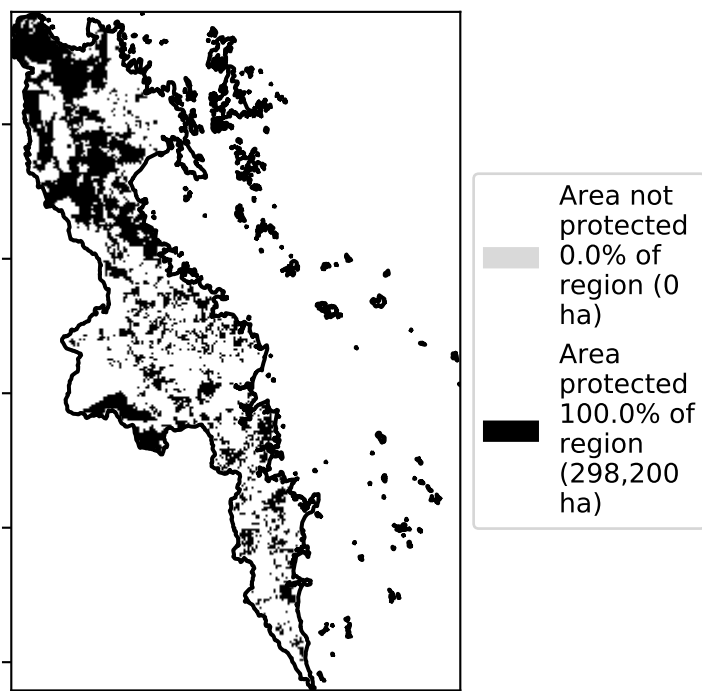 Area not
protected
0.0% of
region (0
ha)
Area
protected
100.0% of
region
(298,200
ha)